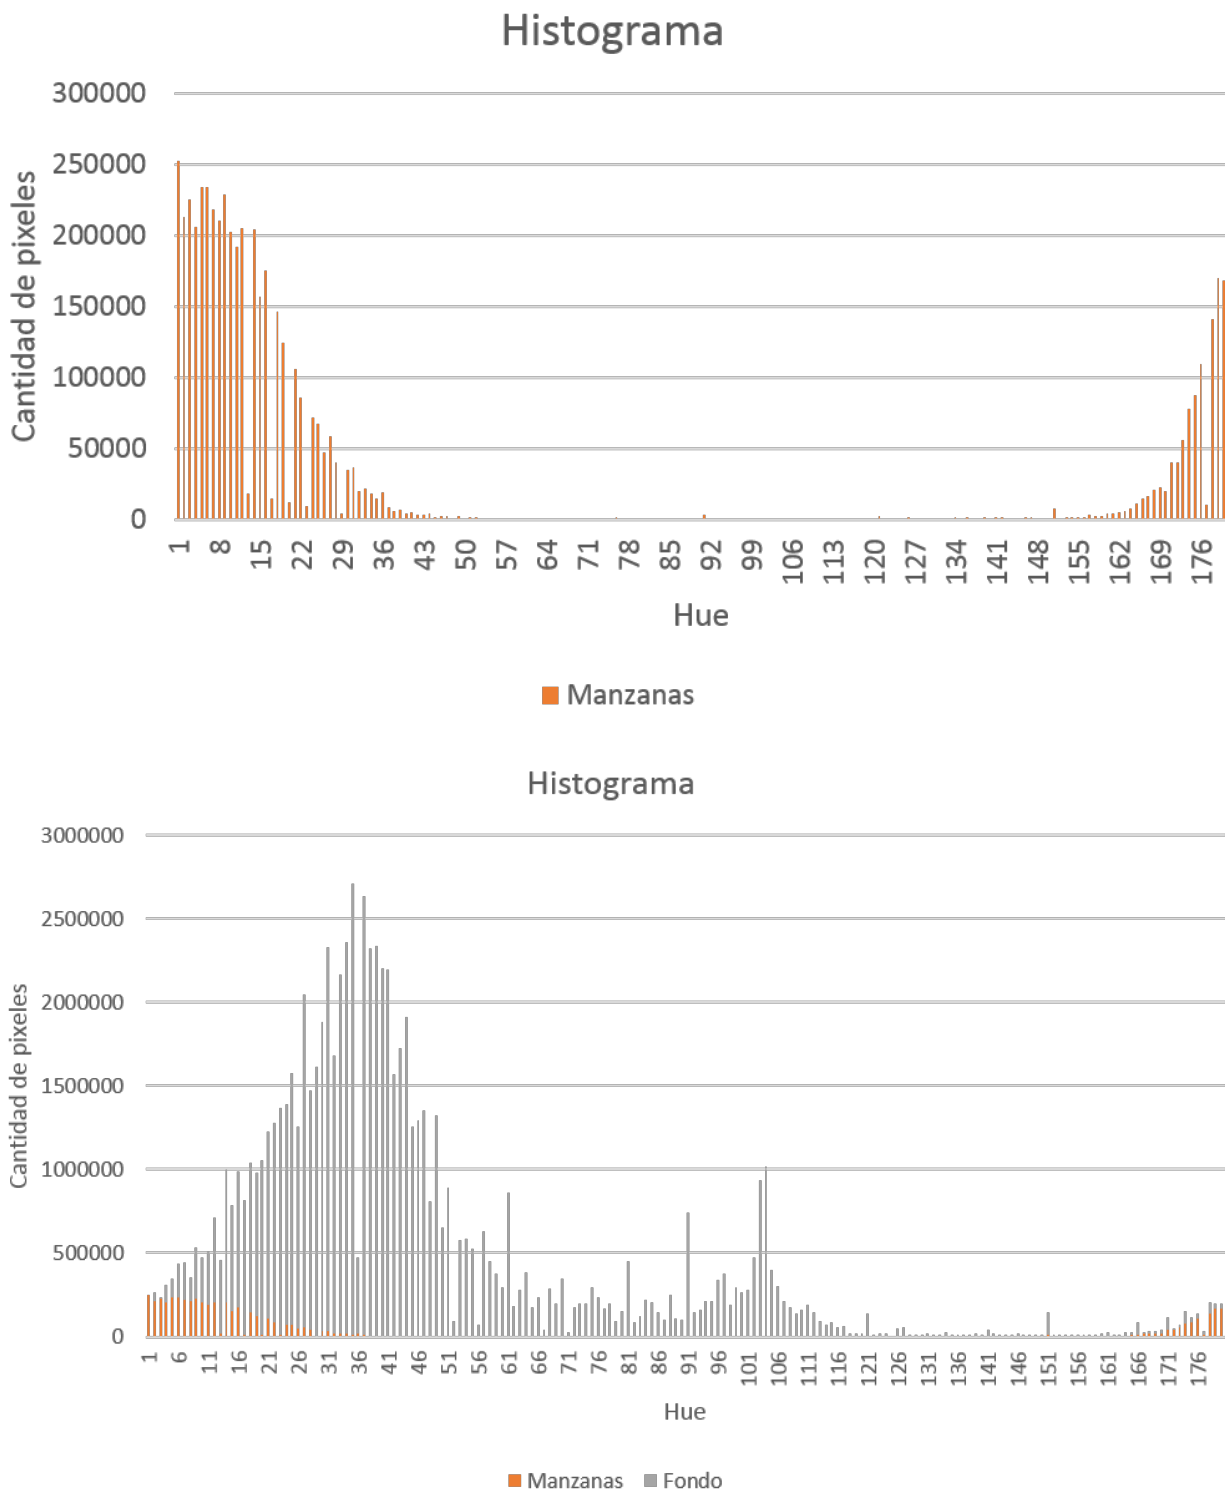 Histograma
300000
250000
200000
150000
100000
50000
0
Cantidad de pixeles
1 8 15 22 29 36 43 50 57 64 71 78 85 92 99 106 113 120 127 134 141 148 155 162 169 176
Hue
Manzanas
Histograma
3000000
2500000
2000000
1500000
1000000
500000
0
Cantidad de pixeles
1 6 11 16 21 26 31 36 41 46 51 56 61 66 71 76 81 86 91 96 101 106 111 116 121 126 131 136 141 146 151 156 161 166 171 176
Hue
Manzanas Fondo